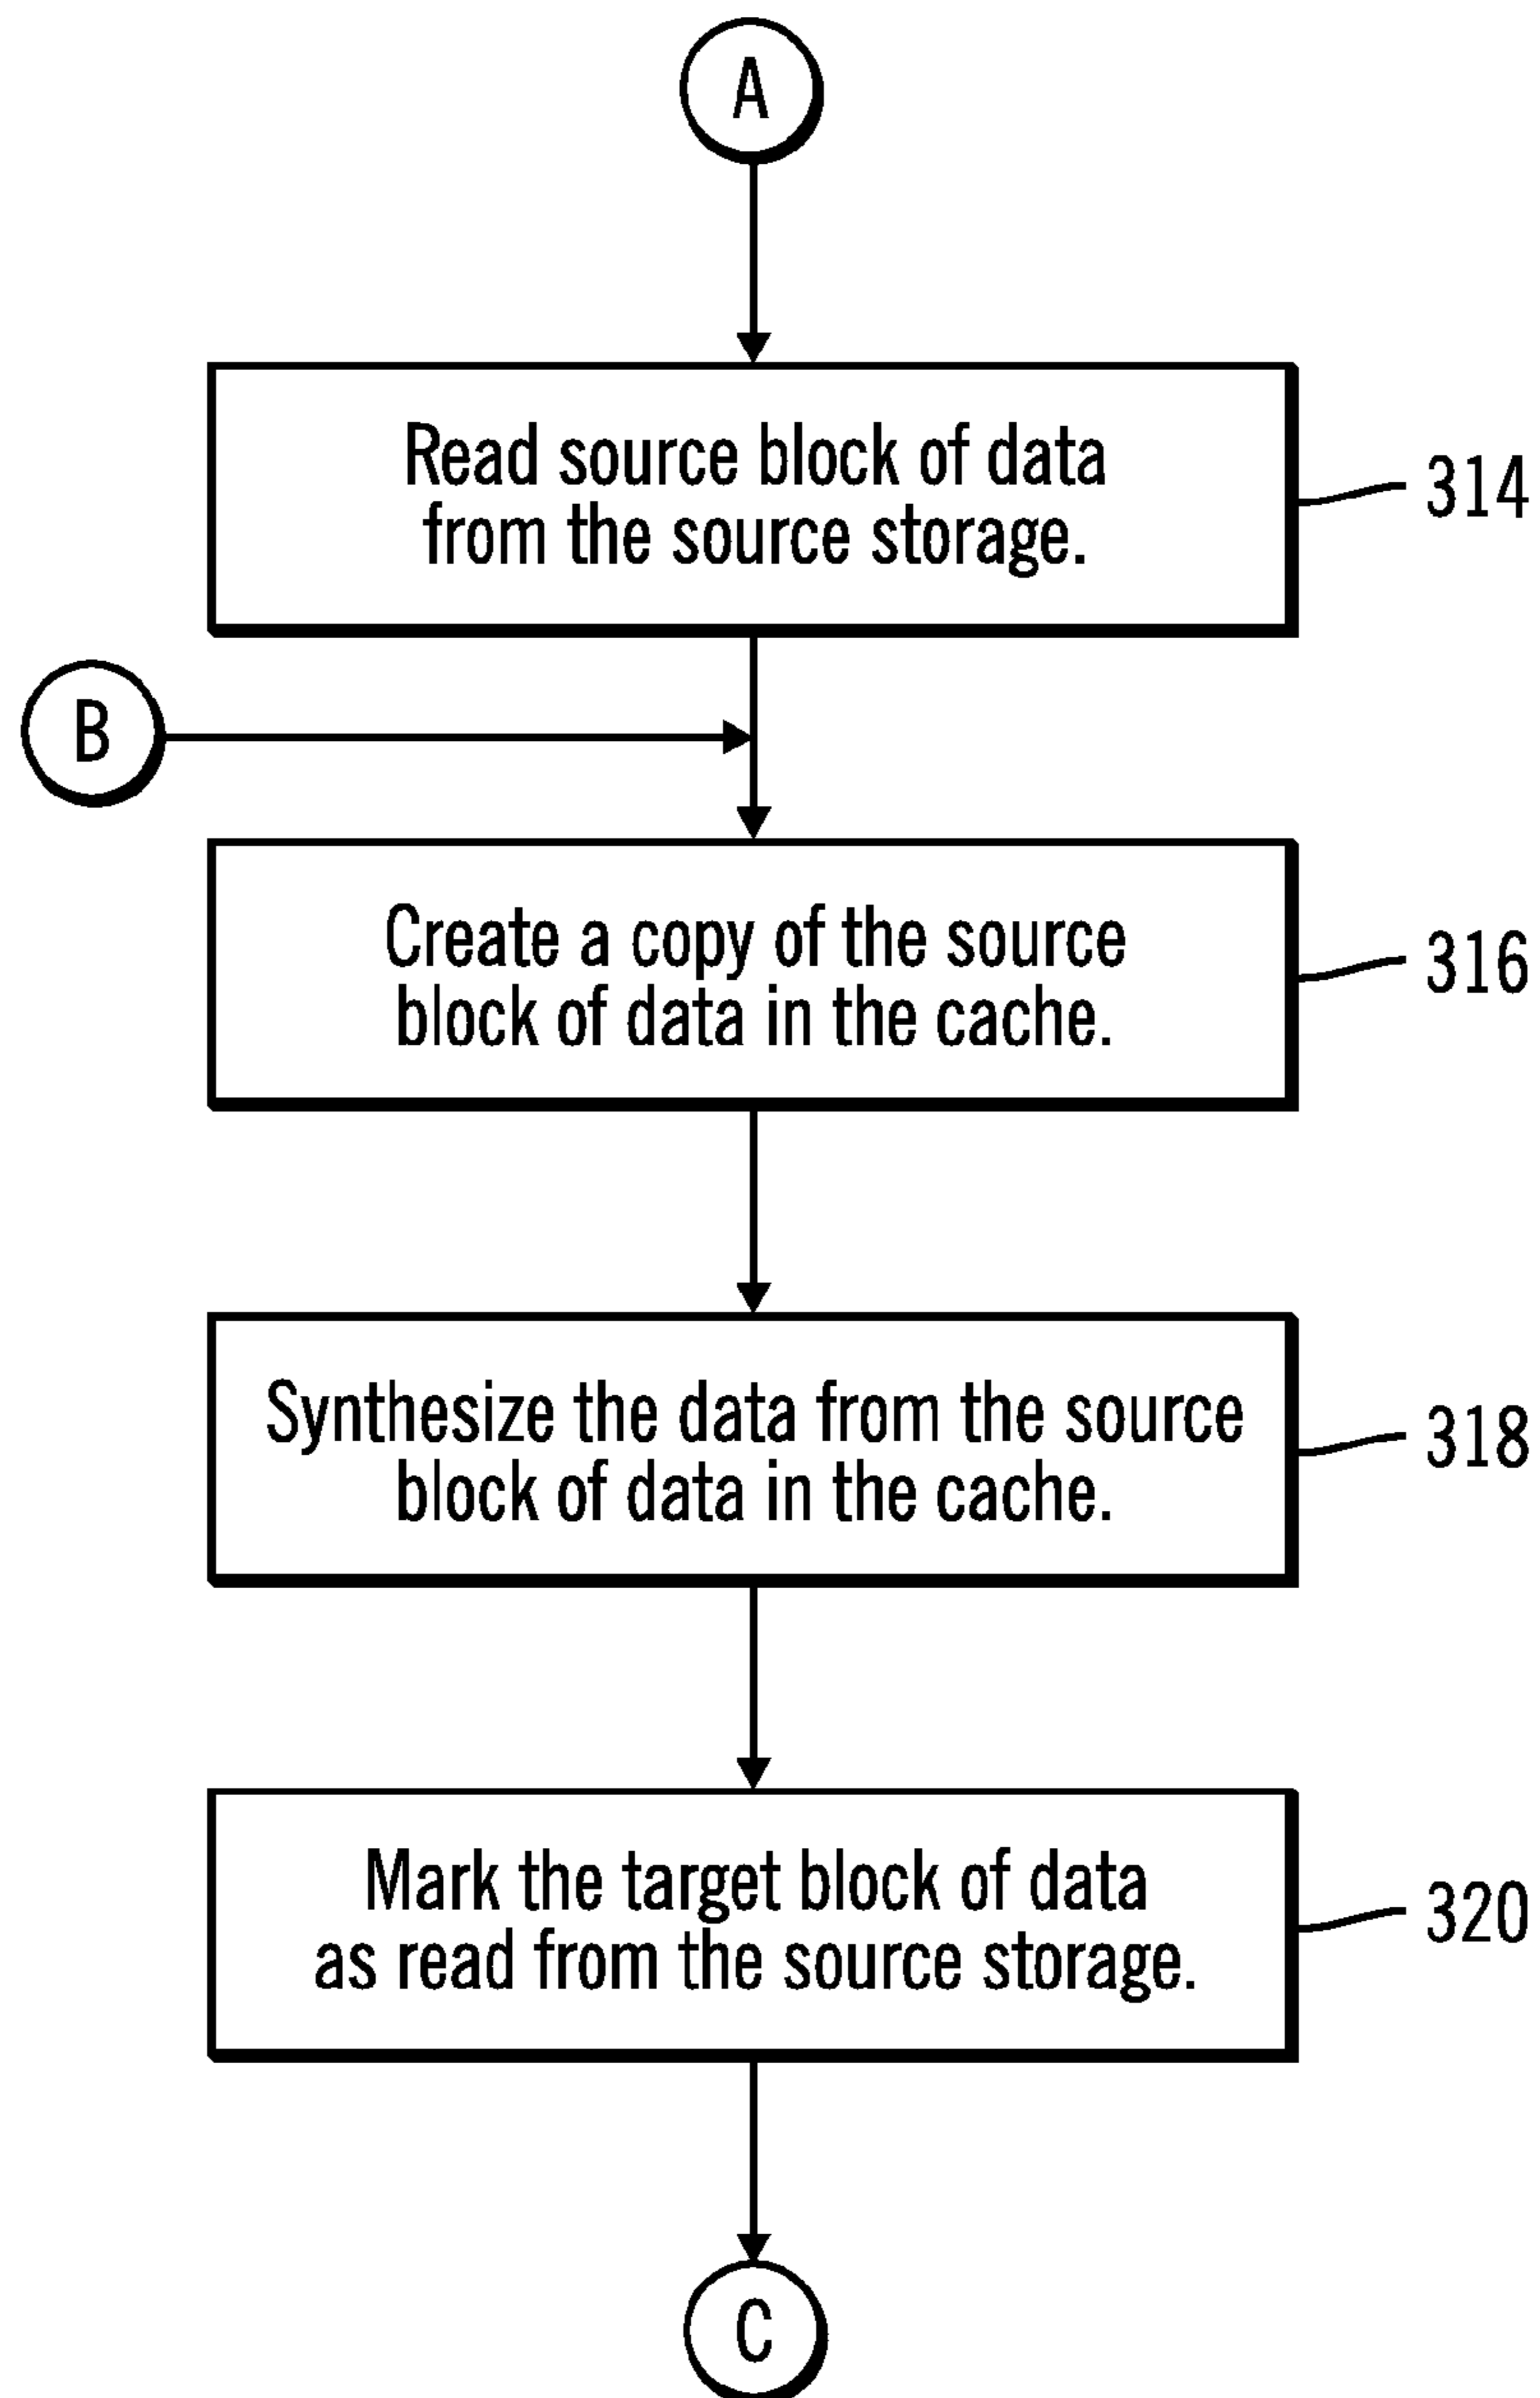 A
Read source block of data
from the source storage.
314
B
Create a copy of the source
block of data in the cache.
316
Synthesize the data from the source
block of data in the cache.
318
Mark the target block of data
as read from the source storage.
320
C